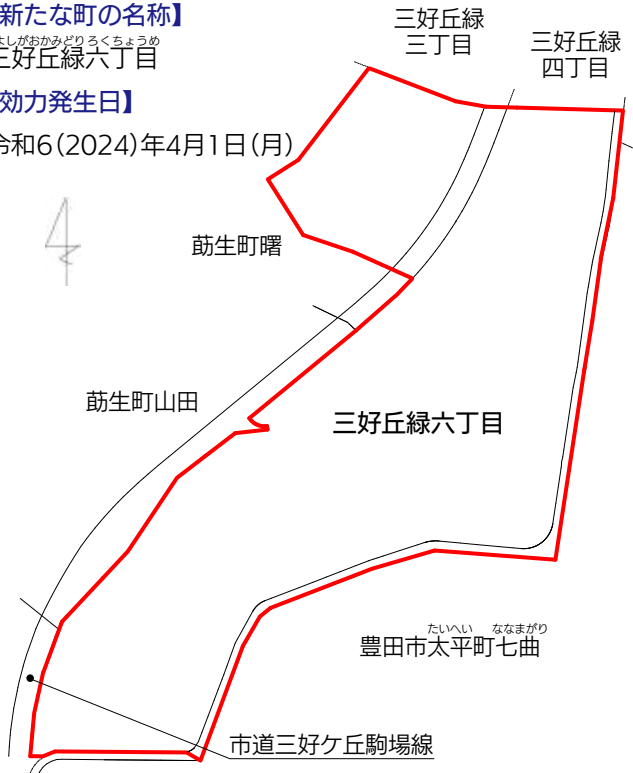 新たな町の名称】
よしがおかみどりろくちょうめ
三好丘緑六丁目
効力発生日】
令和6(2024)年4月1日(月)
三好丘緑
三丁目
三好丘緑
四丁目
莇生町曙
莇生町山田
三好丘緑六丁目
たいへい ななまがり
豊田市太平町七曲
市道三好ケ丘駒場線